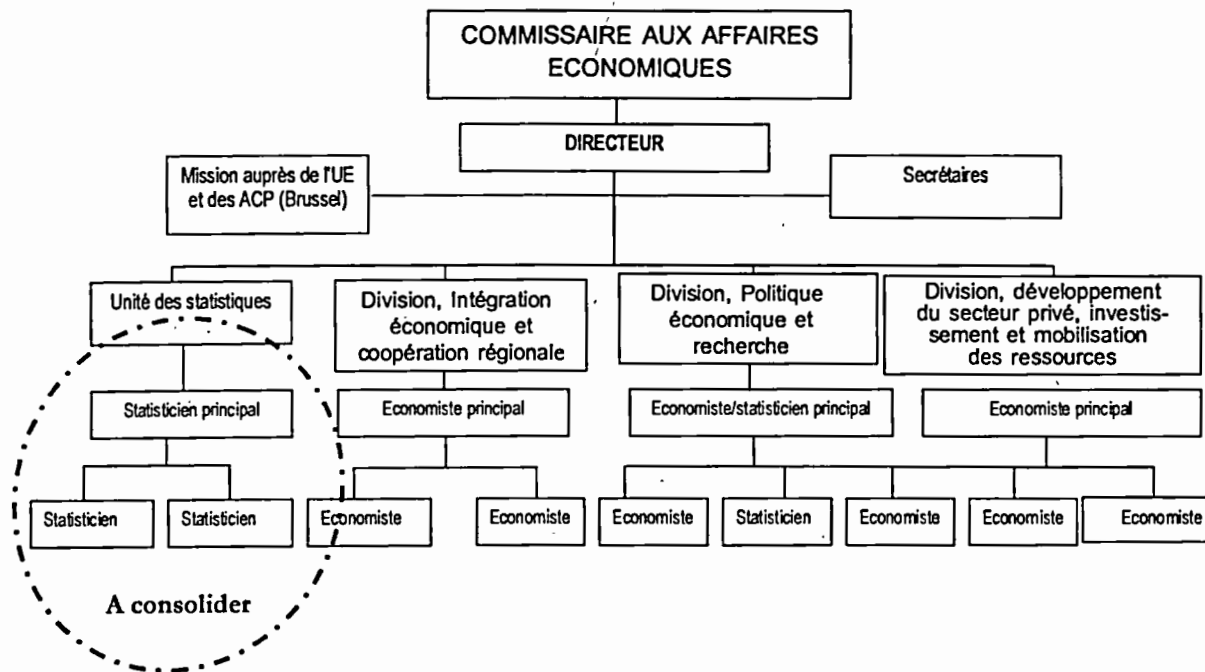 COMMISSAIRE AUX AFFAIRES
ECONOMIQUES
DIRECTEUR
Mission auprès de l'UE
et des ACP (Brussel)
Secrétaires
Unité des statistiques
Division, Intégration
économique et
coopération régionale
Division, Politique
économique et
recherche
Division, développement
du secteur privé, investis-
sement et mobilisation
des ressources
Statisticien principal
Economiste principal
Economiste/statisticien principal
Economiste principal
Statisticien
Statisticien
Economiste
Economiste
Economiste
Statisticien
Economiste
Economiste
Economiste
A consolider